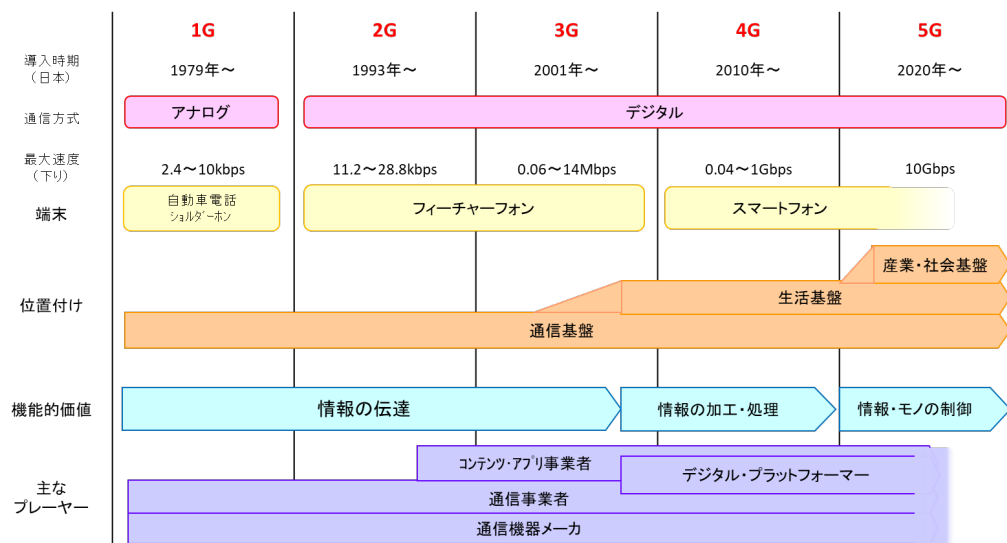 1G
2G
3G
4G
5G
導入時期
（日本）
1979年～
1993年～
2001年～
2010年～
2020年～
通信方式
アナログ
デジタル
最大速度
（下り）
2.4～10kbps
11.2～28.8kbps
0.06～14Mbps
0.04～1Gbps
10Gbps
端末
自動車電話
ショルダーホン
フィーチャーフォン
スマートフォン
位置付け
産業・社会基盤
生活基盤
通信基盤
機能的価値
情報の伝達
情報の加工・処理
情報・モノの制御
主な
プレーヤー
コンテンツ・アプリ事業者
デジタル・プラットフォーマー
通信事業者
通信機器メーカ